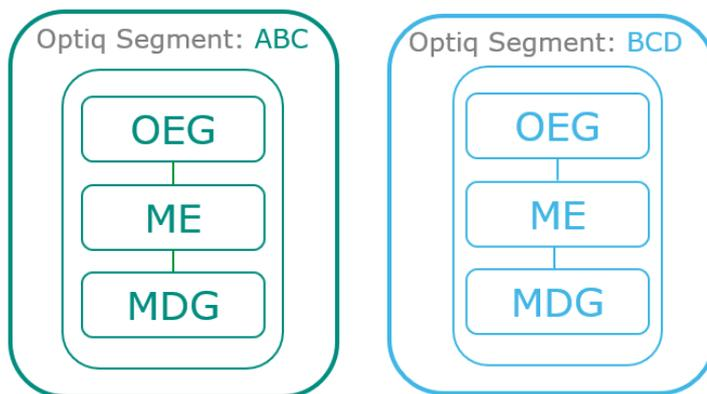 Optiq Segment: ABC
OEG
ME
MDG
Optiq Segment: BCD
OEG
ME
MDG